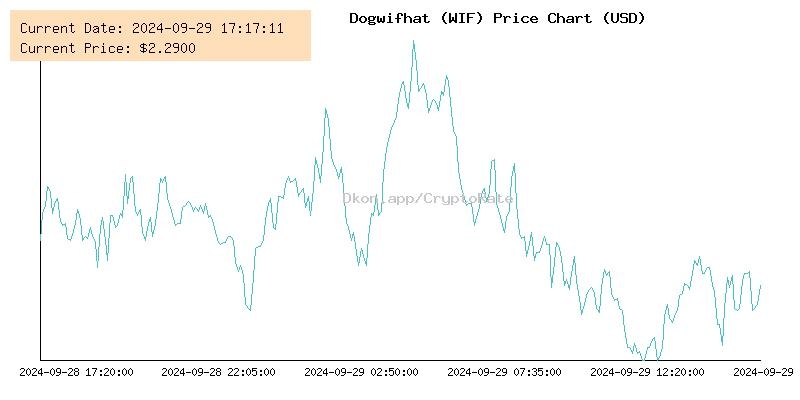 Dogwifhat (WIF) Price Chart (USD)
Current Date: 2024-09-29 17:17:11
Current Price: $2.2900
Okon.app/CryptoRate
2024-09-28 17:20:00 2024-09-28 22:05:00 2024-09-29 02:50:00 2024-09-29 07:35:00 2024-09-29 12:20:00 2024-09-29